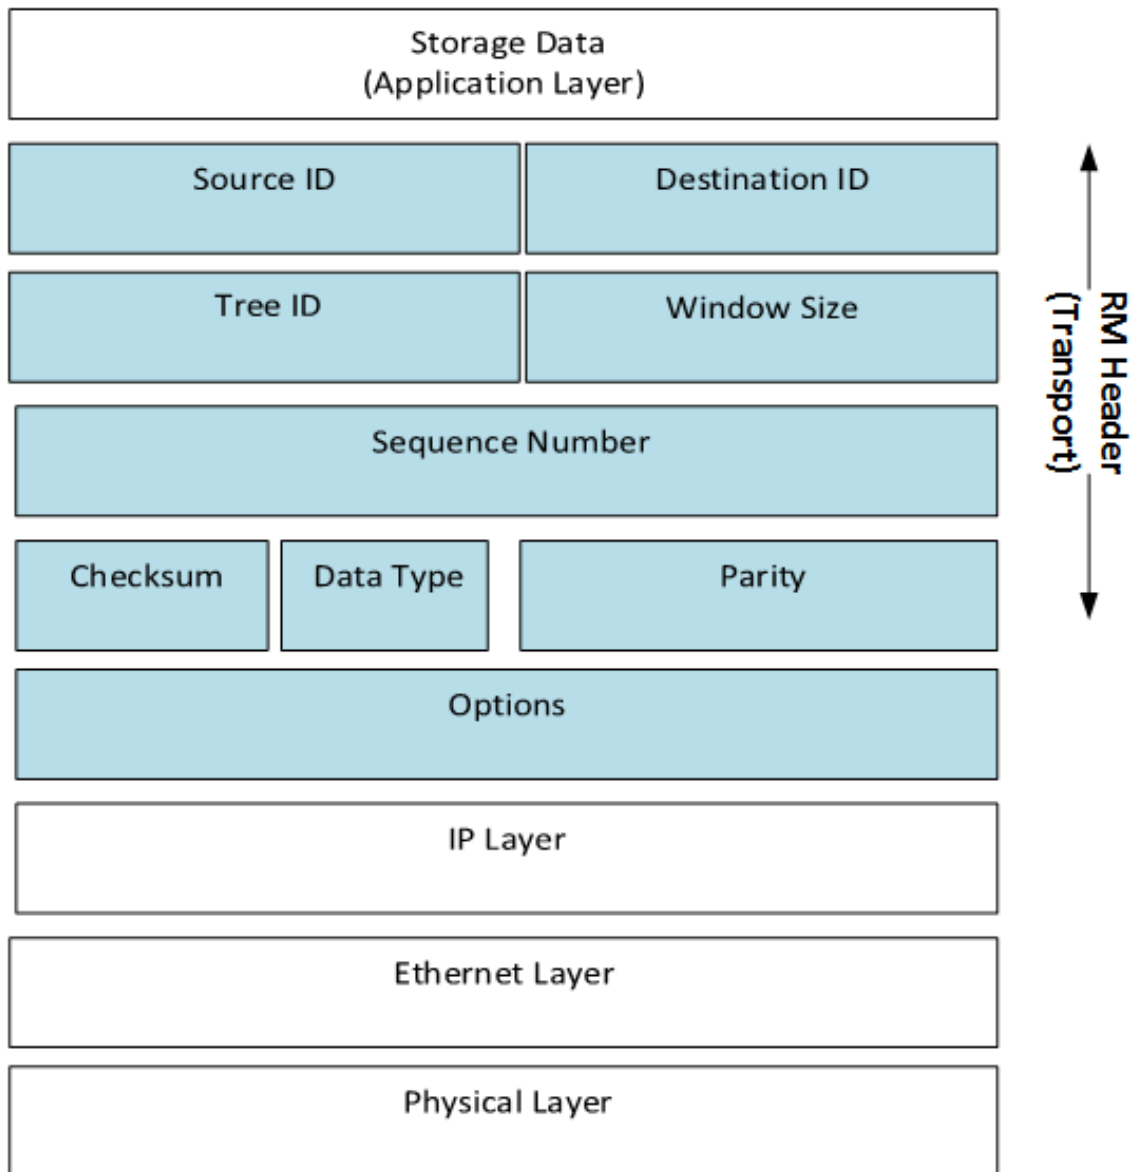 Storage Data
(Application Layer)
Source ID
Destination ID
Tree ID
Window Size
RM Header
(Transport)
Sequence Number
Checksum
Data Type
Parity
Options
IP Layer
Ethernet Layer
Physical Layer